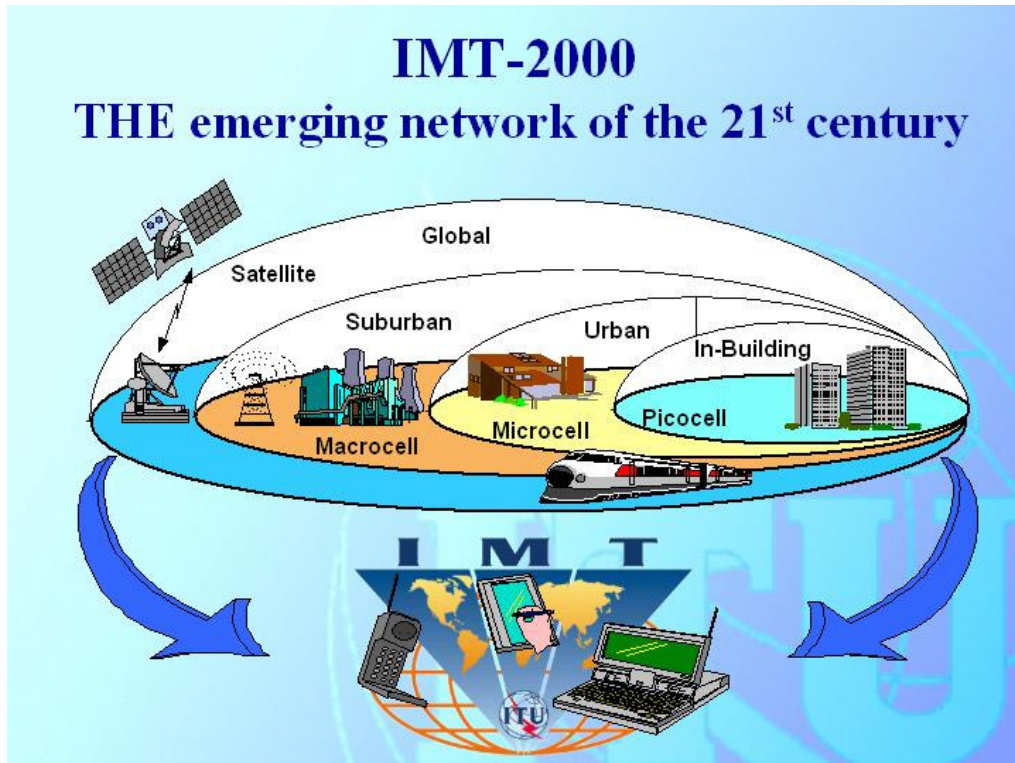 IMT-2000
THE emerging network of the 21st century
Global
Satellite
Suburban
Urban
In-Building
Picocell
Microcell
Macrocell
I M T
ITU
ITU